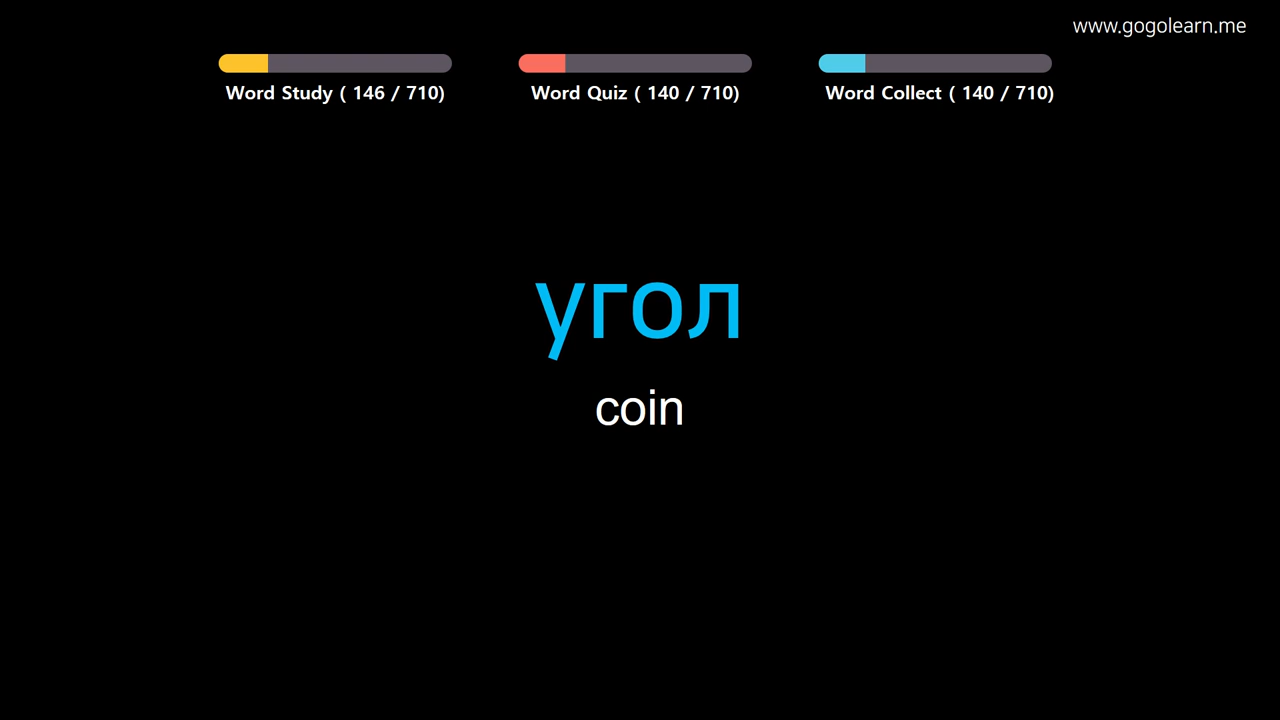 www.gogolearn.me
Word Study ( 146 / 710)
Word Quiz ( 140 / 710)
Word Collect ( 140 / 710)
угол
coin